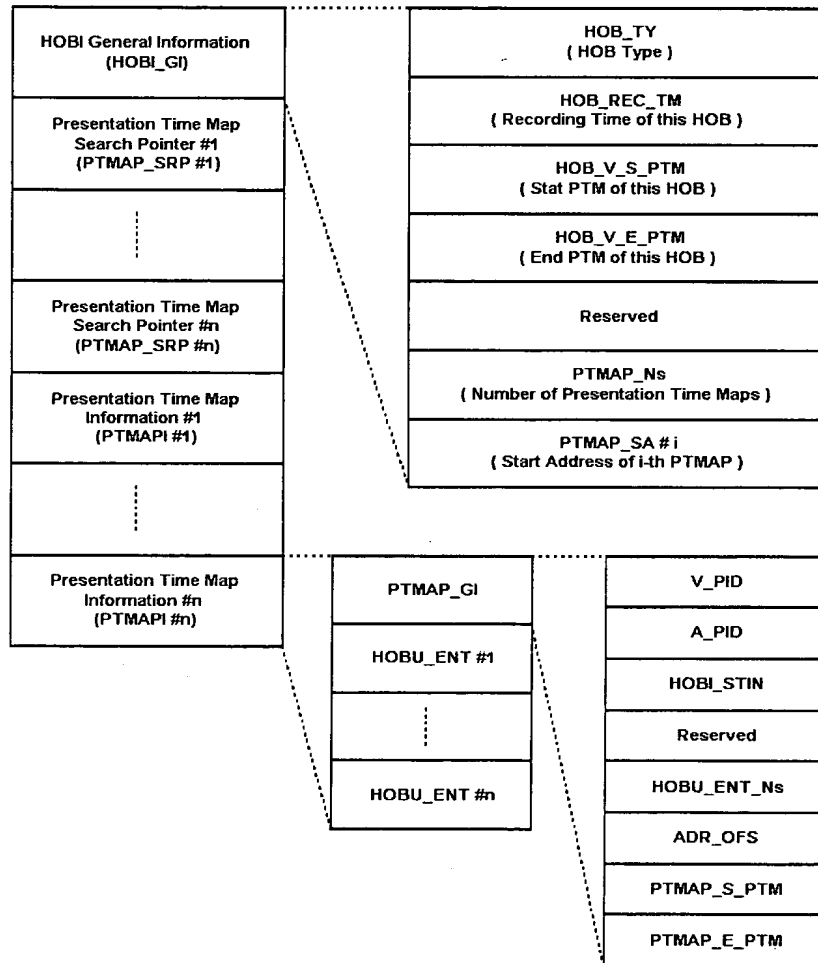 HOBI General Information
(HOBI_GI)
Presentation Time Map
Search Pointer #1
(PTMAP_SRP #1)
Presentation Time Map
Search Pointer #n
(PTMAP_SRP #n)
Presentation Time Map
Information #1
(PTMAPI #1)
Presentation Time Map
Information #n
(PTMAPI #n)
HOB_TY
( HOB Type )
HOB_REC_TM
( Recording Time of this HOB )
HOB_V_S_PTM
( Stat PTM of this HOB )
HOB_V_E_PTM
( End PTM of this HOB )
Reserved
PTMAP_Ns
( Number of Presentation Time Maps )
PTMAP_SA # i
( Start Address of i-th PTMAP )
PTMAP_GI
HOBU_ENT #1
HOBU_ENT #n
V_PID
A_PID
HOBI_STIN
Reserved
HOBU_ENT_Ns
ADR_OFS
PTMAP_S_PTM
PTMAP_E_PTM